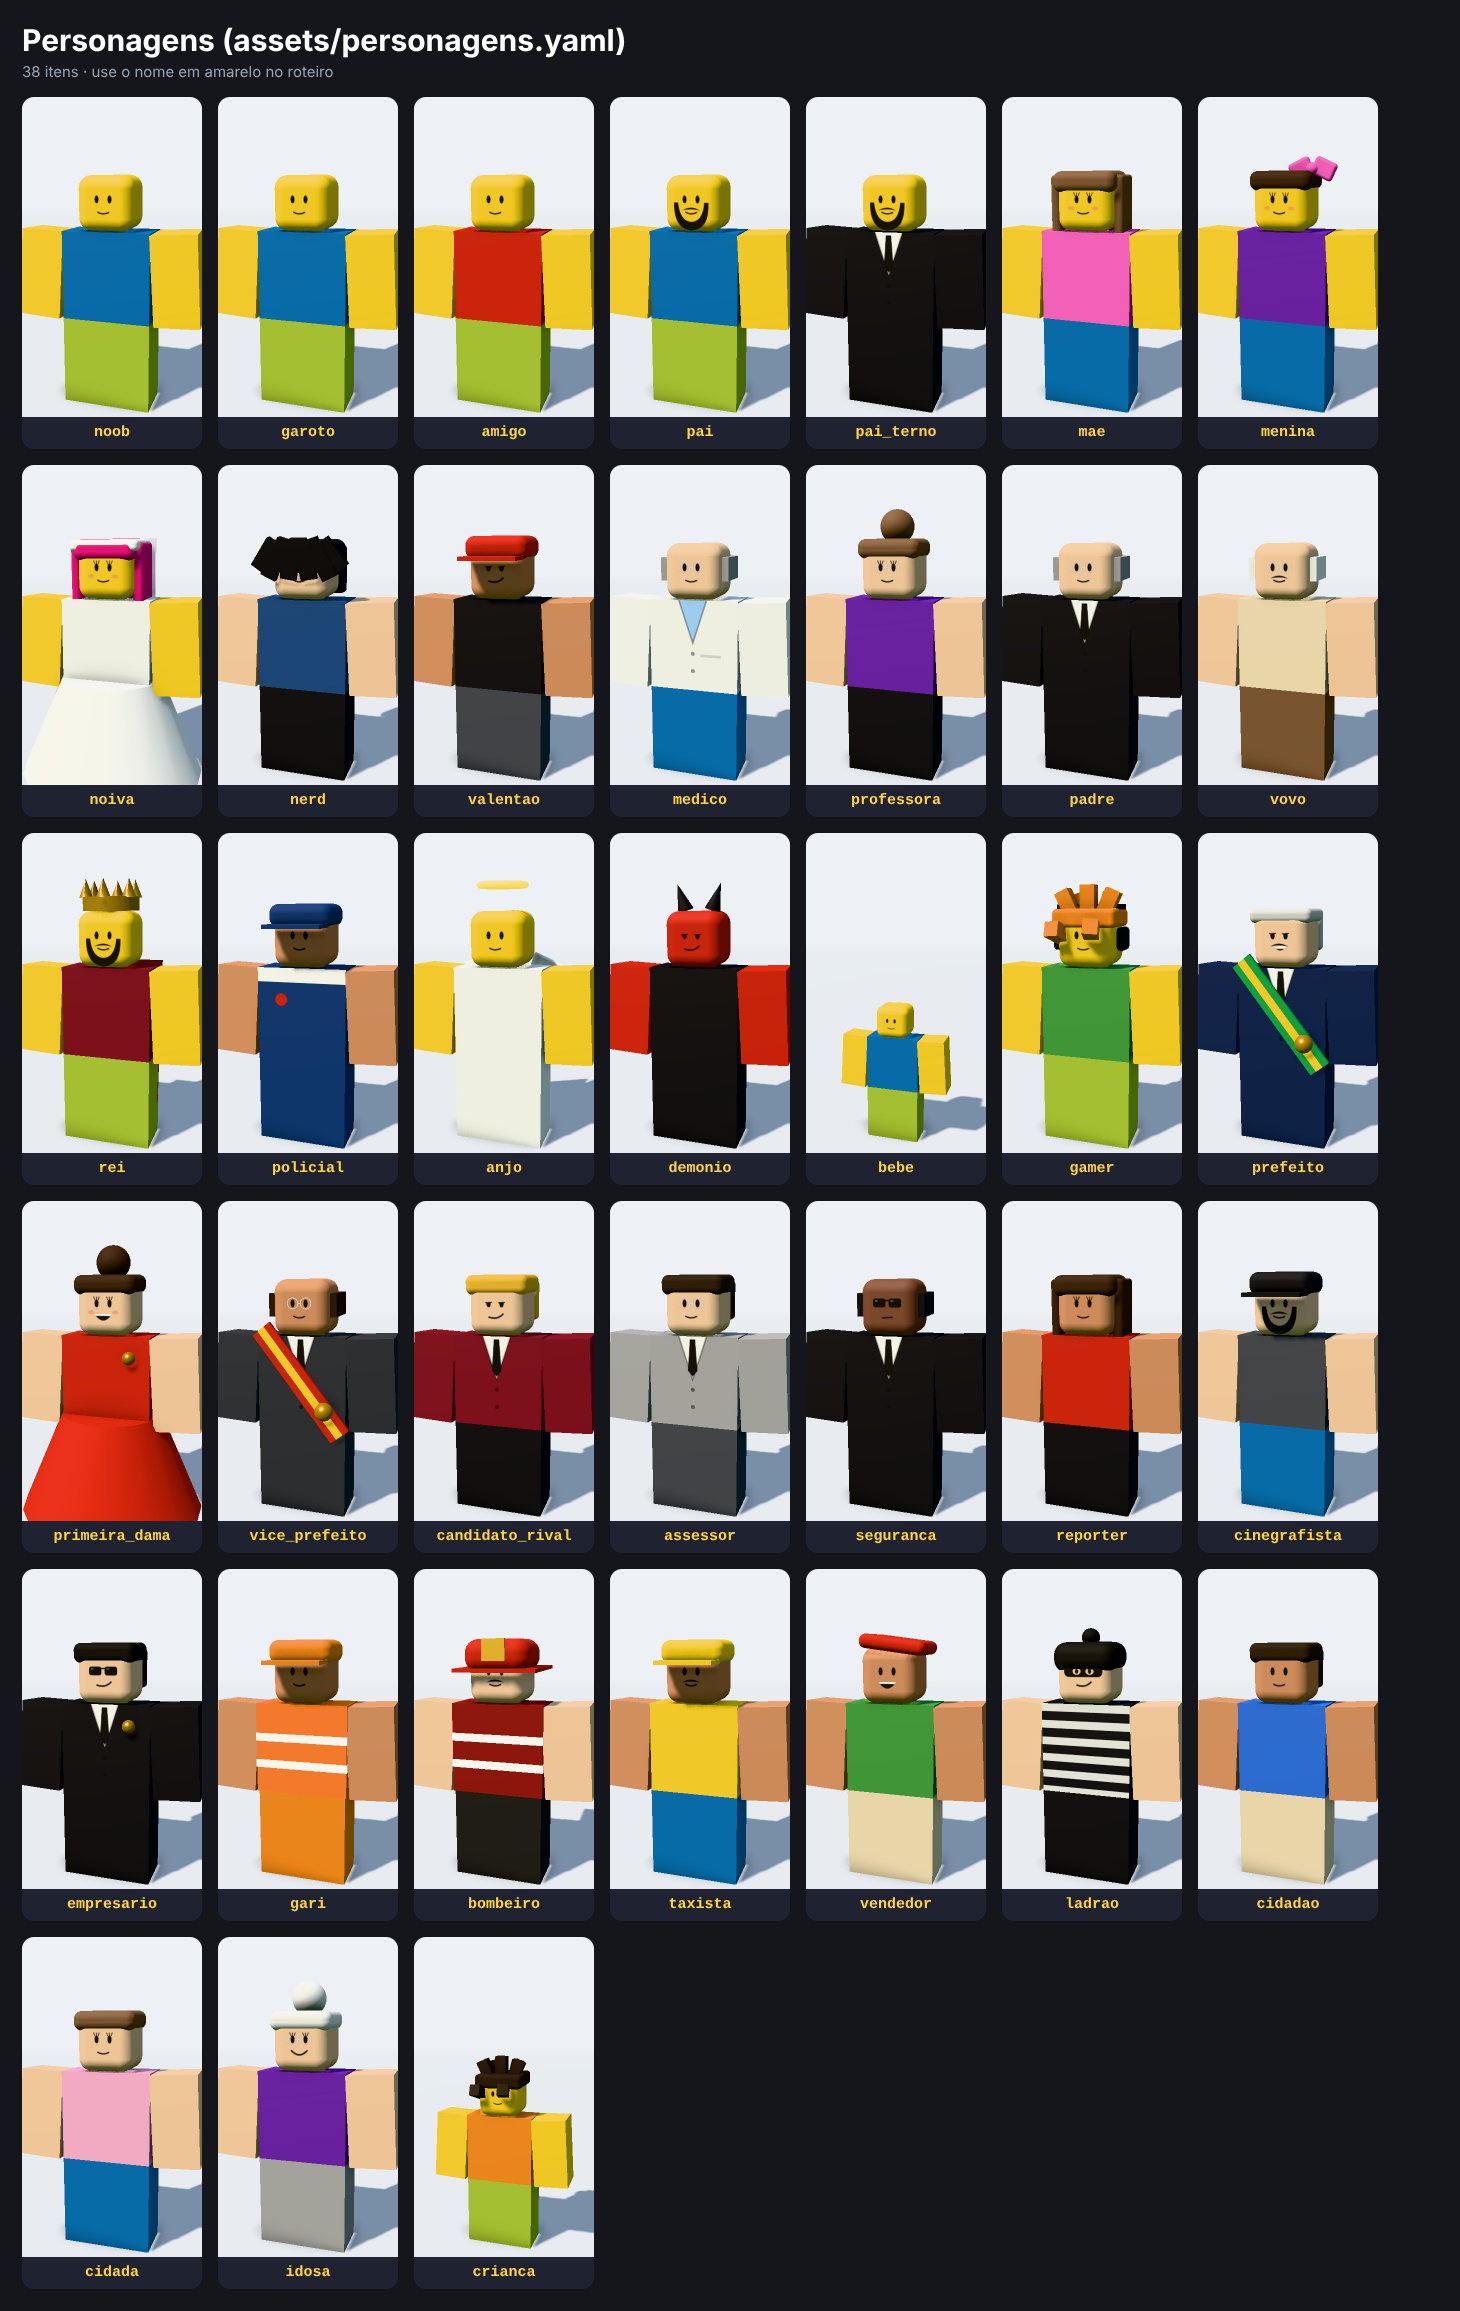 Personagens (assets/personagens.yaml)
38 itens · use o nome em amarelo no roteiro
noob garoto amigo pai pai_terno mae menina
noiva nerd valentao medico professora padre vovo
rei policial anjo demonio bebe gamer prefeito
primeira_dama vice_prefeito candidato_rival assessor seguranca reporter cinegrafista
empresario gari bombeiro taxista vendedor ladrao cidadao
cidada idosa crianca